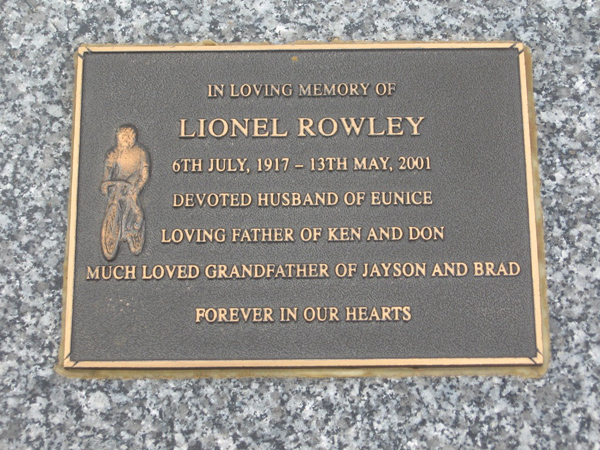 IN LOVING MEMORY OF
LIONEL ROWLEY
6TH JULY, 1917 – 13TH MAY, 2001
DEVOTED HUSBAND OF EUNICE
LOVING FATHER OF KEN AND DON
MUCH LOVED GRANDFATHER OF JAYSON AND BRAD
FOREVER IN OUR HEARTS